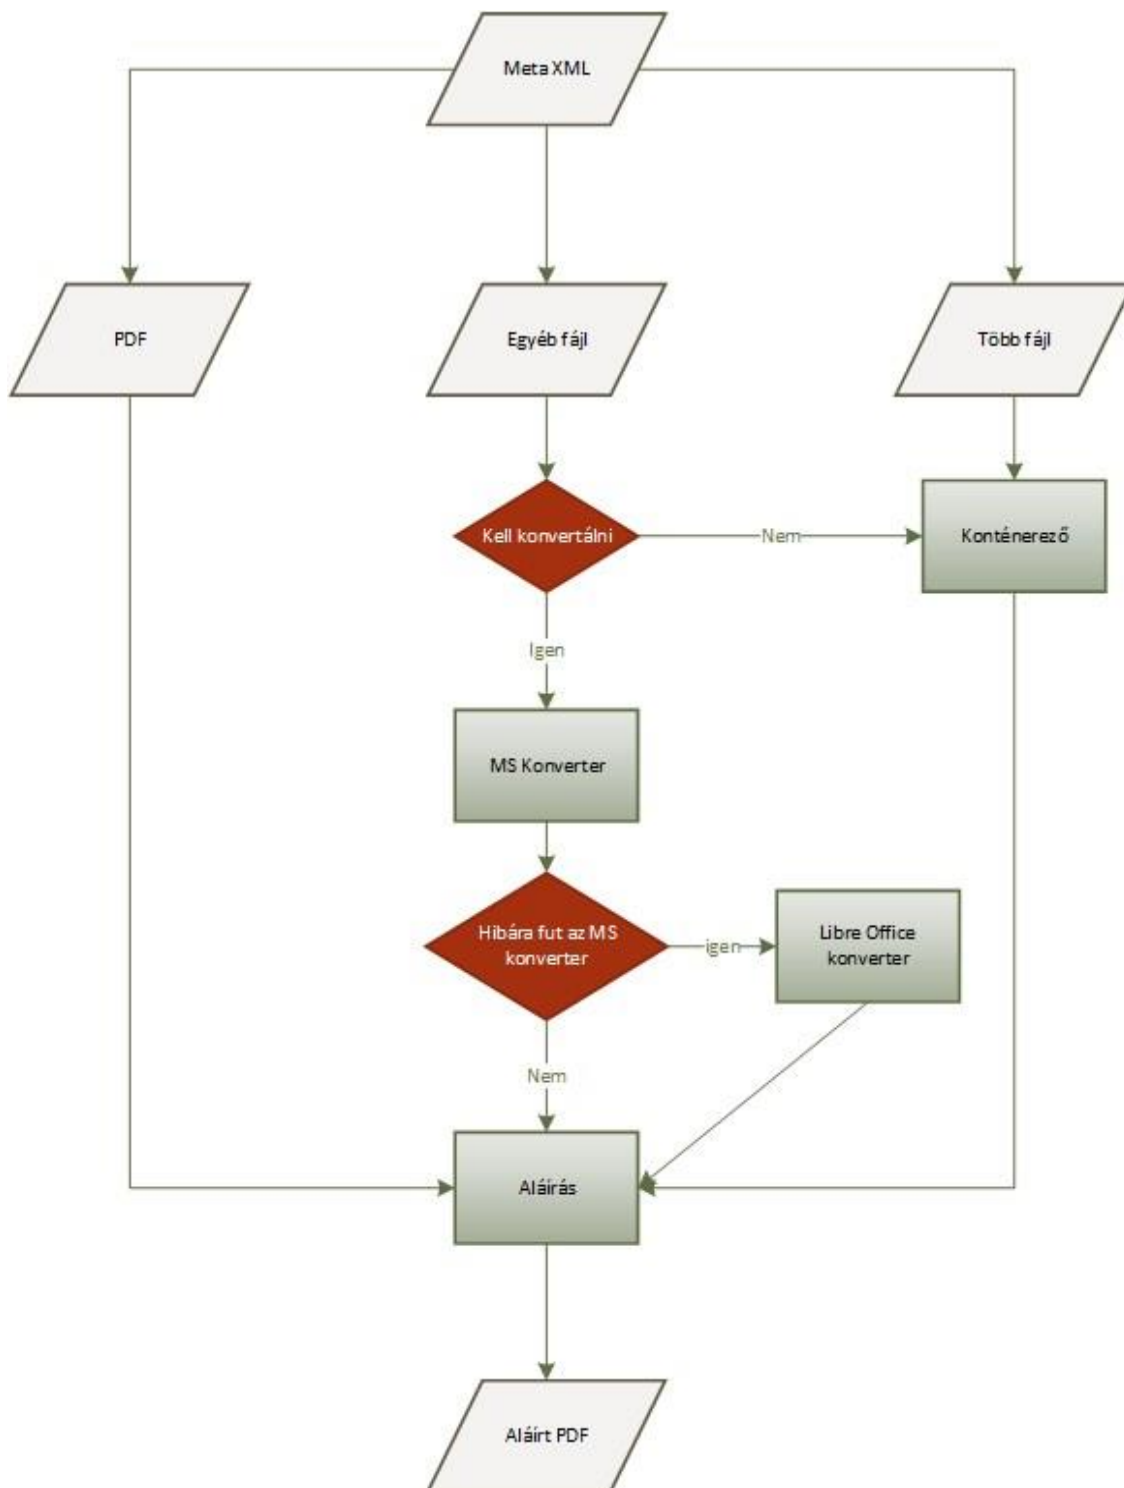 Meta XML
PDF
Egyéb fájl
Több fájl
Kell konvertálni
Nem
Konténerező
Igen
MS Konverter
Hibára fut az MS
konverter
igen
Libre Office
konverter
Nem
Aláírás
Aláírt PDF